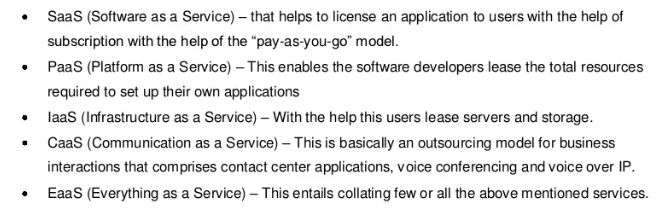 • SaaS (Software as a Service) – that helps to license an application to users with the help of
subscription with the help of the “pay-as-you-go” model.
• PaaS (Platform as a Service) – This enables the software developers lease the total resources
required to set up their own applications
• IaaS (Infrastructure as a Service) – With the help this users lease servers and storage.
• CaaS (Communication as a Service) – This is basically an outsourcing model for business
interactions that comprises contact center applications, voice conferencing and voice over IP.
• EaaS (Everything as a Service) – This entails collating few or all the above mentioned services.